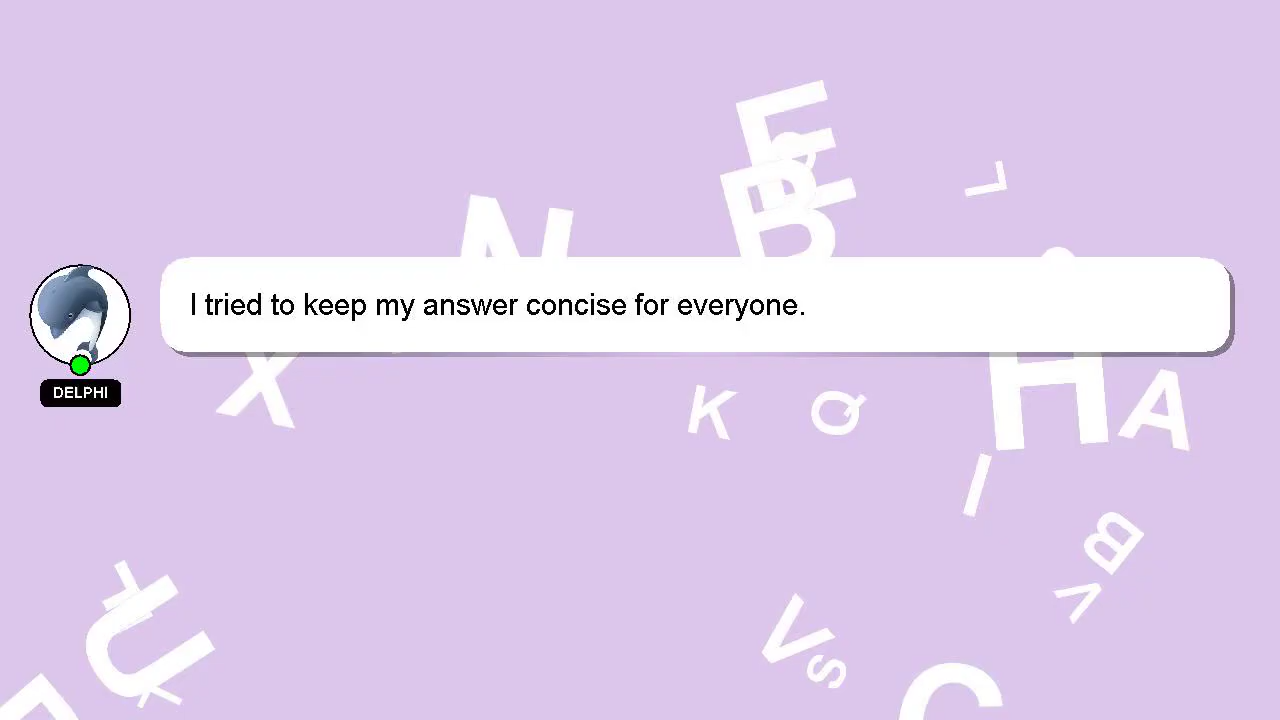 I tried to keep my answer concise for everyone.
DELPHI
E
B
L
N
X
K
Q
H
A
I
B
V
U
V
S
C